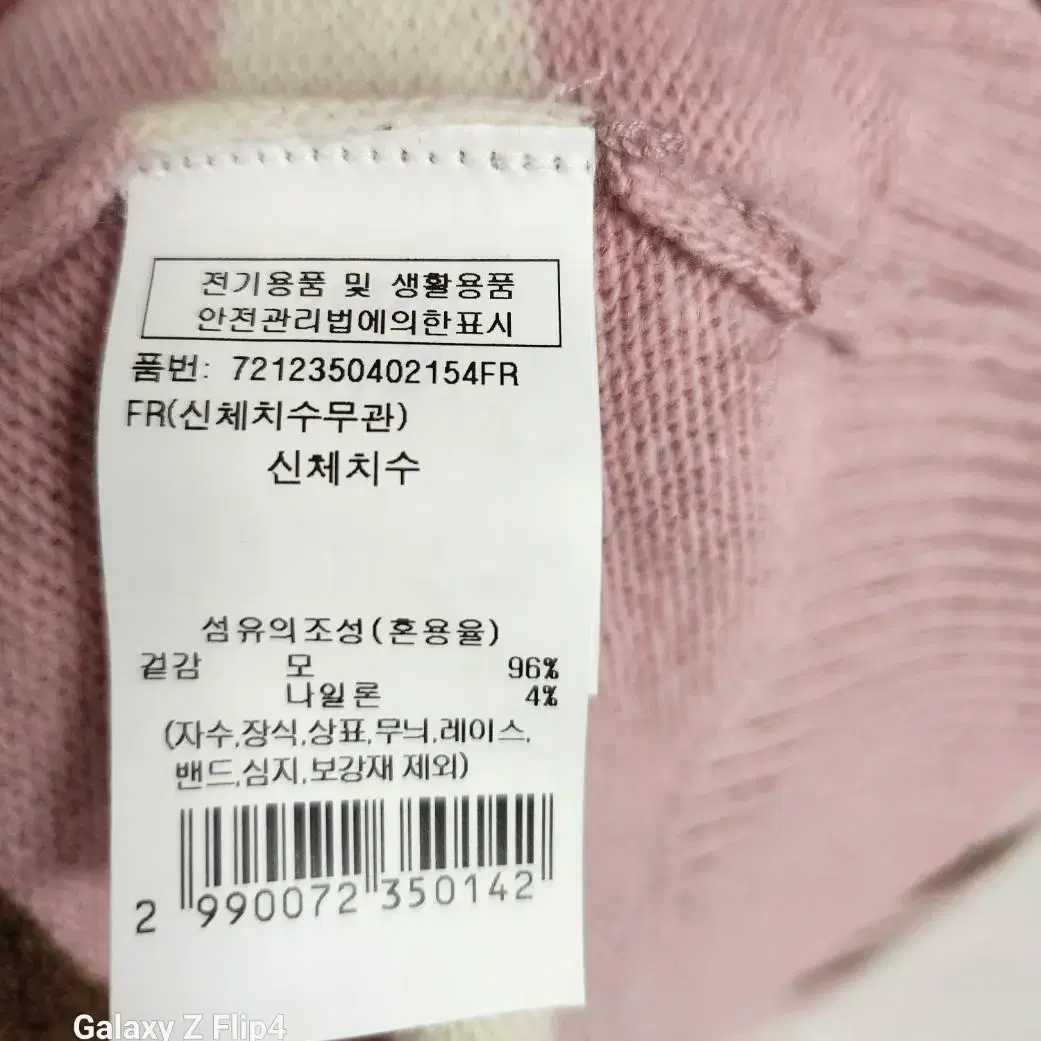 전기용품 및 생활용품
안전관리법에의한표시
품번: 7212350402154FR
FR(신체치수무관)
신체치수
섬유의조성(혼용율)
겉감 모 96%
나일론 4%
(자수,장식,상표,무늬,레이스,
밴드,심지,보강재 제외)
2 990072 350142
Galaxy Z Flip4